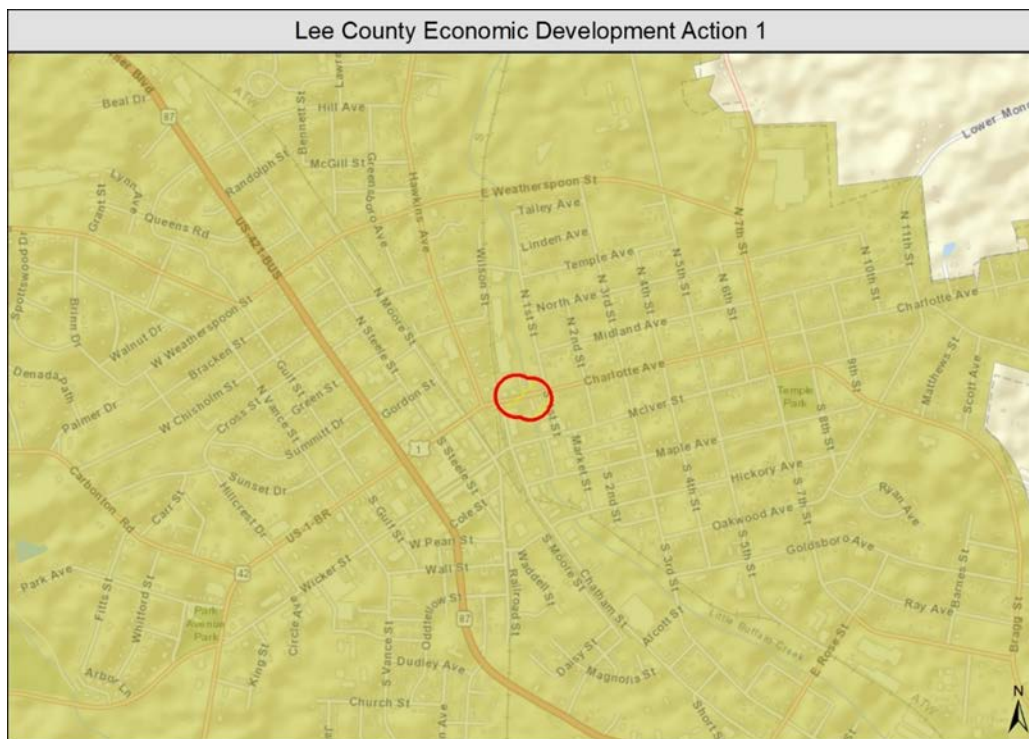 Lee County Economic Development Action 1
Beal Dr
87
ATW
Bennett St
Hill Ave
McGill St
Greensboro Ave
Hawkins Ave
Randolph St
Lynn Ave
Grant St
Queens Rd
US-421-BUS
E Weatherspoon St
Talley Ave
Linden Ave
Temple Ave
N 7th St
N 11th St
Spottswood Dr
Brinn Dr
Walnut Dr
W Weatherspoon St
Bracken St
N Moore St
N Steele St
Wilson St
N 1st St
North Ave
N 2nd St
N 3rd St
N 4th St
N 5th St
N 6th St
Midland Ave
N 10th St
Charlotte Ave
Denada Path
Palmer Dr
W Chisholm St
Cross St
N Vance St
Gulf St
Green St
Summitt Dr
Gordon St
Charlotte Ave
McIver St
Temple Park
9th St
Matthews St
Scott Ave
Carbonton Rd
Sunset Dr
Hillcrest Dr
Carr St
1
S Steele St
Market St
Maple Ave
Hickory Ave
S 8th St
S 7th St
Ryan Ave
S Gulf St
Cole St
US-1-BR
W Pearl St
Wall St
S 2nd St
S 4th St
Oakwood Ave
S 5th St
Goldsboro Ave
Park Ave
Fitts St
Whitford St
42
Wicker St
Circle Ave
Oddfellow St
87
Railroad St
Waddell St
S Moore St
Chatham St
S 3rd St
Barnes St
Ray Ave
Bragg St
Park Avenue Park
King St
S Vance St
Dudley Ave
Daisy St
Alcott St
Little Buffalo Creek
E Rose St
Arbor Ln
Church St
Magnolia St
Short St
ATW
N